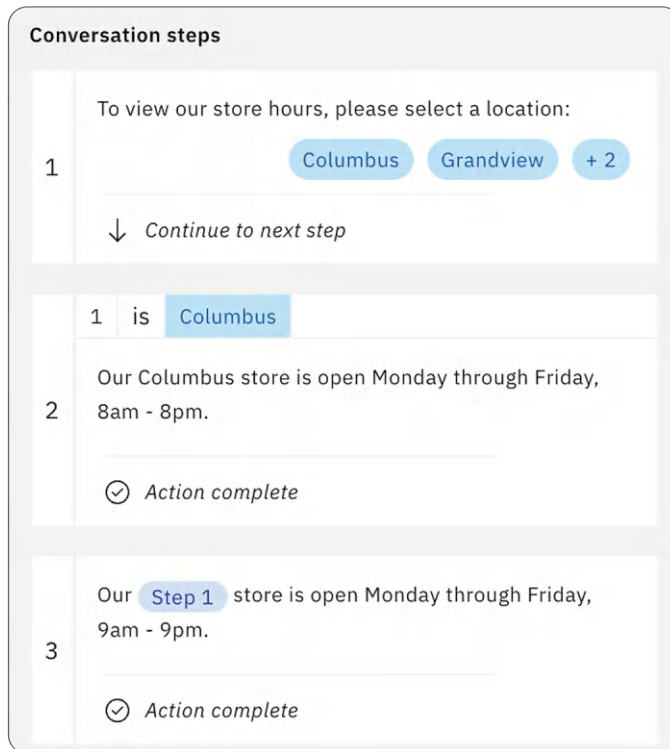 Conversation steps
To view our store hours, please select a location:
1
Columbus Grandview + 2
Continue to next step
1 is Columbus
Our Columbus store is open Monday through Friday,
2
8am - 8pm.
Action complete
Our Step 1 store is open Monday through Friday,
9am - 9pm.
3
Action complete